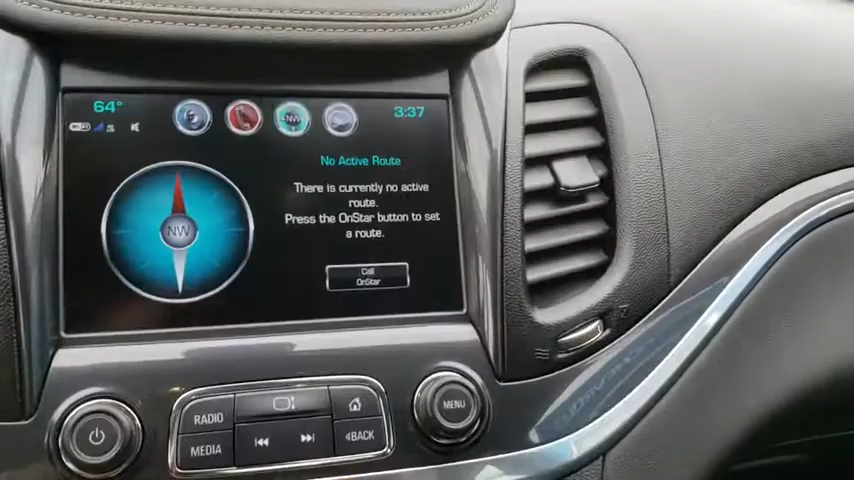 64°
NW
3:37
No Active Route
There is currently no active
route.
Press the OnStar button to set
a route.
NW
Call
OnStar
RADIO
MEDIA
BACK
MENU